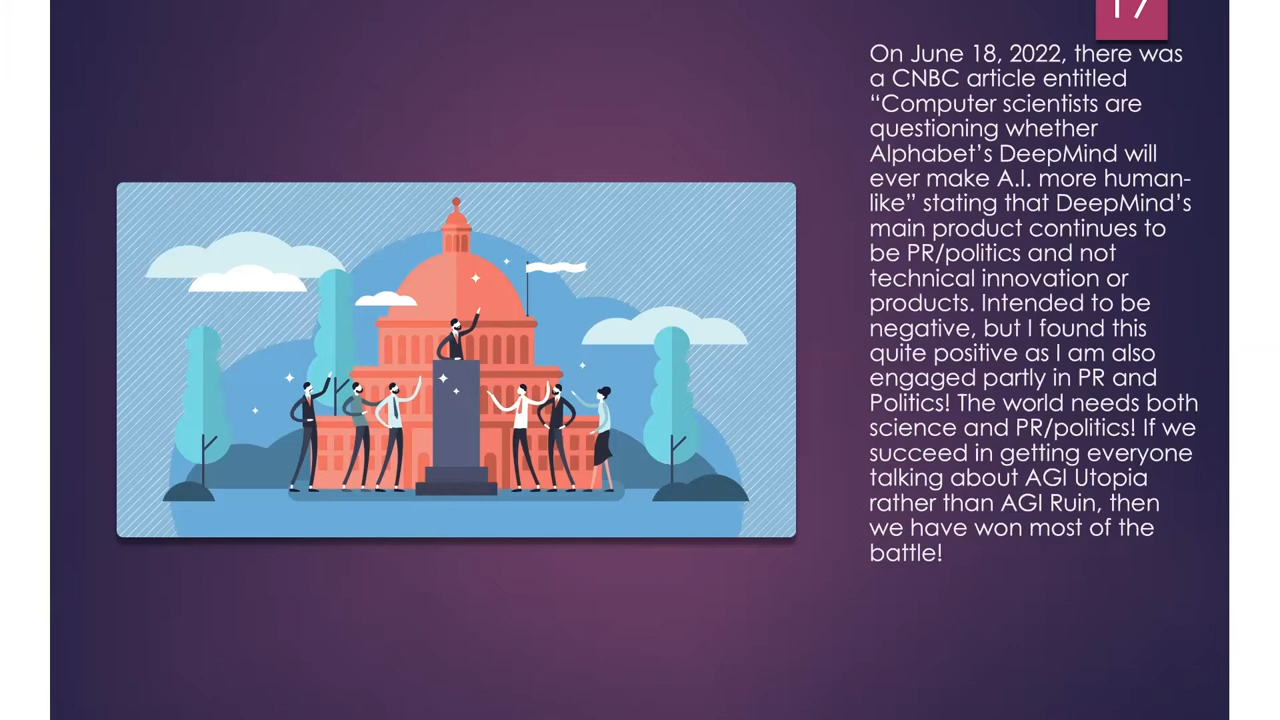 17
On June 18, 2022, there was
a CNBC article entitled
“Computer scientists are
questioning whether
Alphabet’s DeepMind will
ever make A.I. more human-
like” stating that DeepMind’s
main product continues to
be PR/politics and not
technical innovation or
products. Intended to be
negative, but I found this
quite positive as I am also
engaged partly in PR and
Politics! The world needs both
science and PR/politics! If we
succeed in getting everyone
talking about AGI Utopia
rather than AGI Ruin, then
we have won most of the
battle!